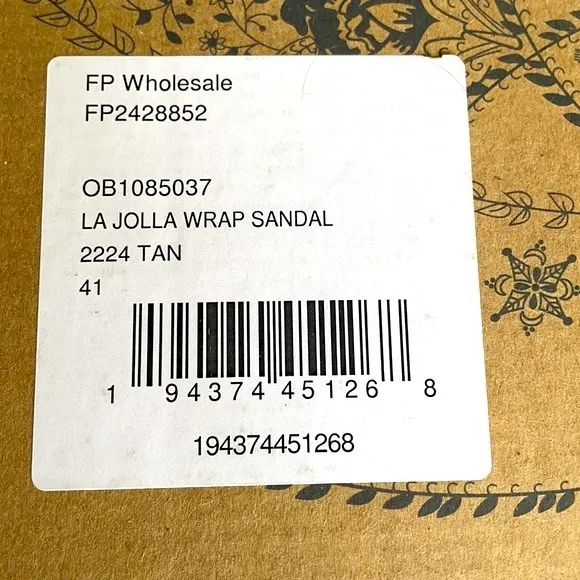 FP Wholesale
FP2428852
OB1085037
LA JOLLA WRAP SANDAL
2224 TAN
41
1 94374 45126 8
194374451268